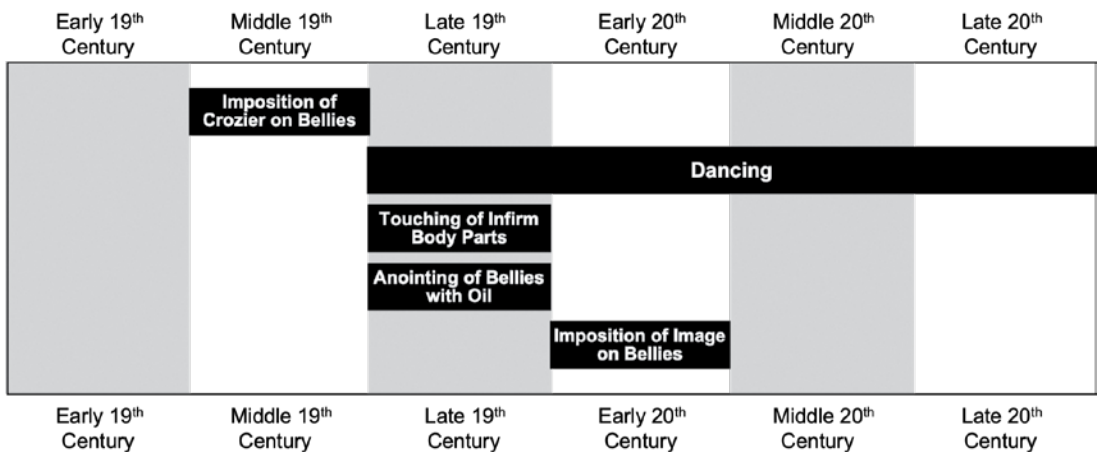 Early 19th Middle 19th Late 19th Early 20th Middle 20th Late 20th
Century Century Century Century Century Century
Imposition of
Crozier on Bellies
Dancing
Touching of Infirm
Body Parts
Anointing of Bellies
with Oil
Imposition of Image
on Bellies
Early 19th Middle 19th Late 19th Early 20th Middle 20th Late 20th
Century Century Century Century Century Century